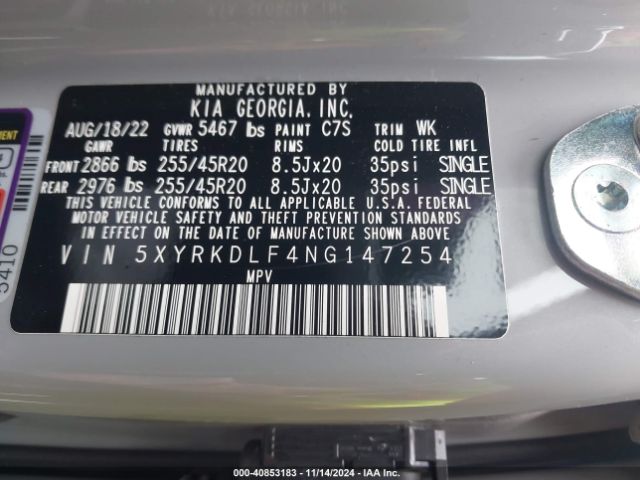 MANUFACTURED BY
KIA GEORGIA, INC.
AUG/18/22 GVWR 5467 lbs PAINT C7S TRIM WK
GAWR TIRES RIMS COLD TIRE INFL
FRONT 2866 lbs 255/45R20 8.5Jx20 35psi SINGLE
REAR 2976 lbs 255/45R20 8.5Jx20 35psi SINGLE
THIS VEHICLE CONFORMS TO ALL APPLICABLE U.S.A FEDERAL
MOTOR VEHICLE SAFETY AND THEFT PREVENTION STANDARDS
IN EFFECT ON THE DATE OF MANUFACTURE SHOWN ABOVE.
VIN 5XYRKDLF4NG147254
MPV
5410
000-40853183 - 11/14/2024 - IAA Inc.